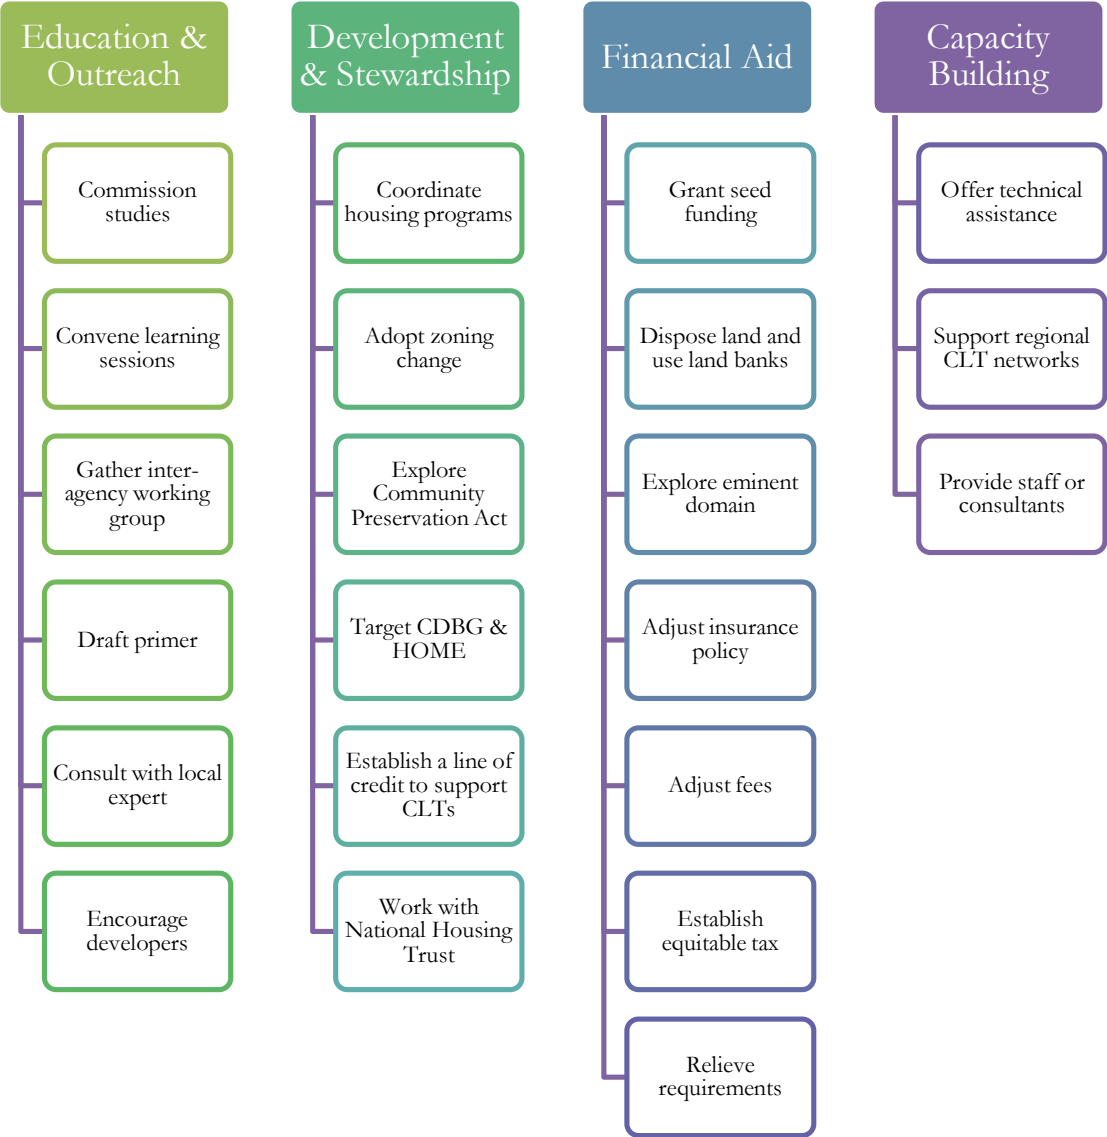 Education &
Outreach
Commission
studies
Convene learning
sessions
Gather inter-
agency working
group
Draft primer
Consult with local
expert
Encourage
developers
Development
& Stewardship
Coordinate
housing programs
Adopt zoning
change
Explore
Community
Preservation Act
Target CDBG &
HOME
Establish a line of
credit to support
CLTs
Work with
National Housing
Trust
Financial Aid
Grant seed
funding
Dispose land and
use land banks
Explore eminent
domain
Adjust insurance
policy
Adjust fees
Establish
equitable tax
Relieve
requirements
Capacity
Building
Offer technical
assistance
Support regional
CLT networks
Provide staff or
consultants